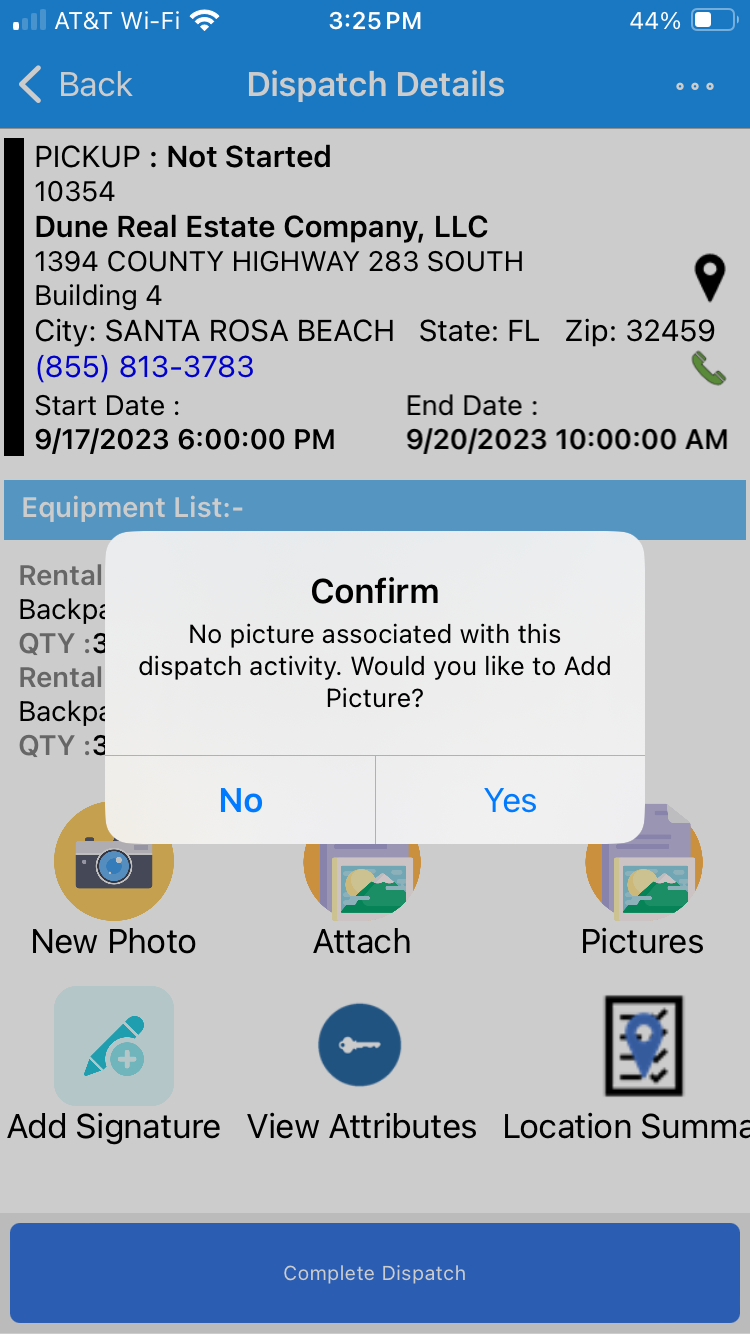 AT&T Wi-Fi 3:25 PM 44%
Back Dispatch Details
PICKUP : Not Started
10354
Dune Real Estate Company, LLC
1394 COUNTY HIGHWAY 283 SOUTH
Building 4
City: SANTA ROSA BEACH State: FL Zip: 32459
(855) 813-3783
Start Date : End Date :
9/17/2023 6:00:00 PM 9/20/2023 10:00:00 AM
Equipment List:-
Rental
Backpa
QTY :3
Rental
Backpa
QTY :3
Confirm
No picture associated with this
dispatch activity. Would you like to Add
Picture?
No Yes
New Photo Attach Pictures
Add Signature View Attributes Location Summa
Complete Dispatch